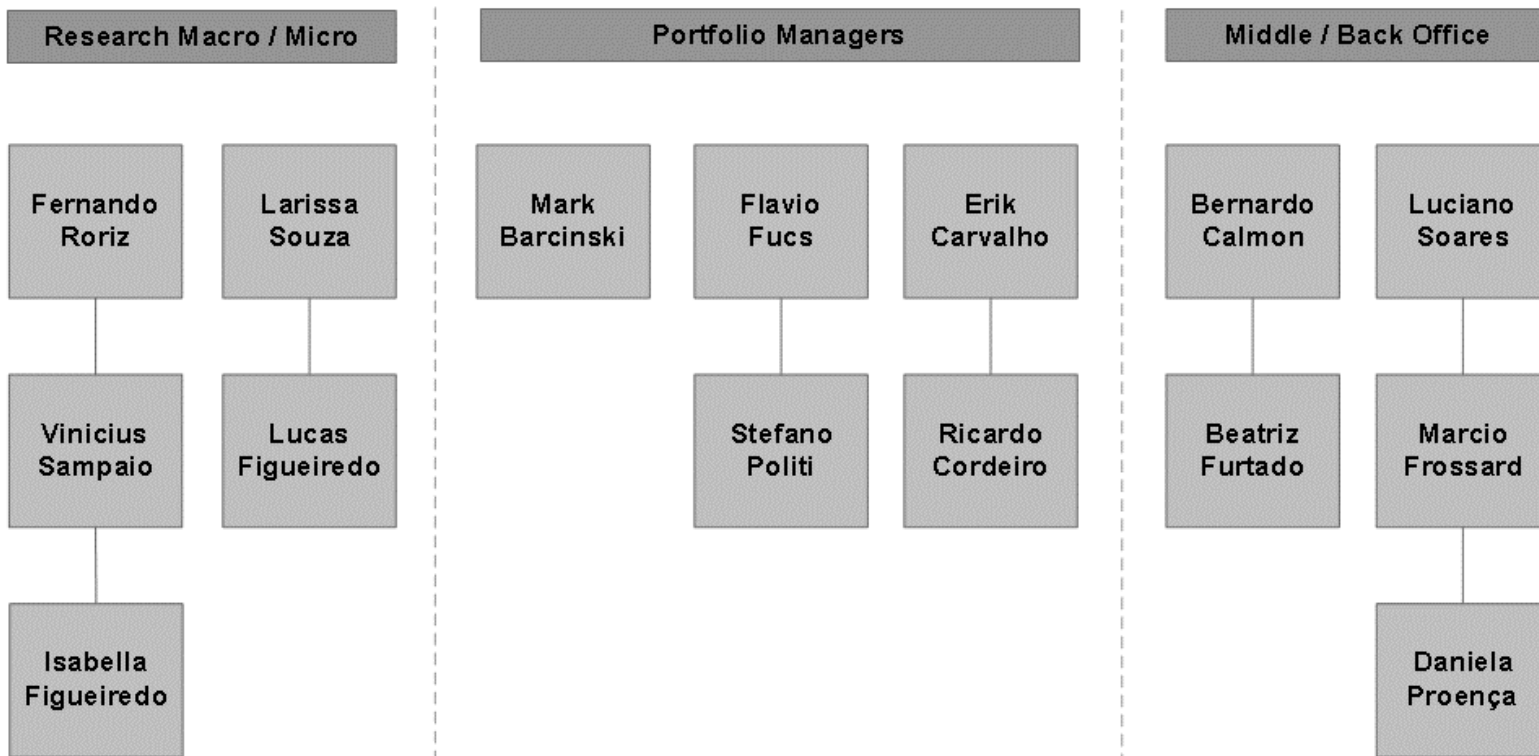 Research Macro / Micro
Portfolio Managers
Middle / Back Office
Fernando
Roriz
Larissa
Souza
Mark
Barcinski
Flavio
Fucs
Erik
Carvalho
Bernardo
Calmon
Luciano
Soares
Vinicius
Sampaio
Lucas
Figueiredo
Stefano
Politi
Ricardo
Cordeiro
Beatriz
Furtado
Marcio
Frossard
Isabella
Figueiredo
Daniela
Proença